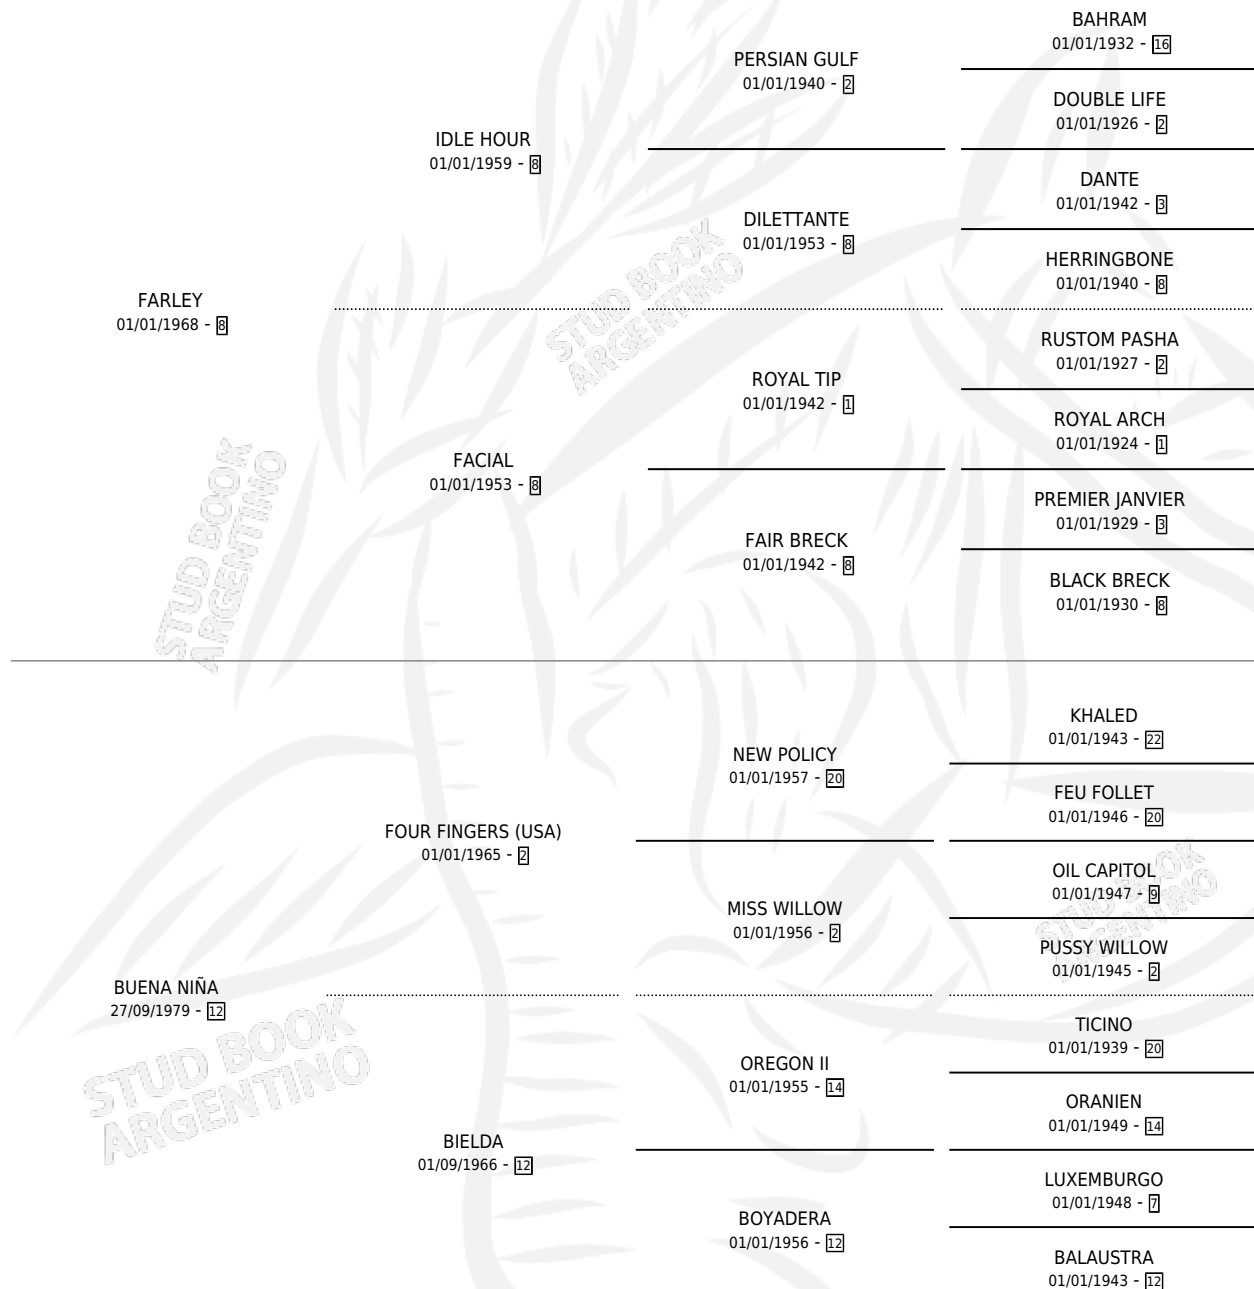 BAHRAM
01/01/1932 - 16
PERSIAN GULF
01/01/1940 - 2
DOUBLE LIFE
01/01/1926 - 2
IDLE HOUR
01/01/1959 - 8
DANTE
01/01/1942 - 3
DILETTANTE
01/01/1953 - 8
HERRINGBONE
01/01/1940 - 8
FARLEY
01/01/1968 - 8
RUSTOM PASHA
01/01/1927 - 2
ROYAL TIP
01/01/1942 - 1
ROYAL ARCH
01/01/1924 - 1
FACIAL
01/01/1953 - 8
PREMIER JANVIER
01/01/1929 - 3
FAIR BRECK
01/01/1942 - 8
BLACK BRECK
01/01/1930 - 8
KHALED
01/01/1943 - 22
NEW POLICY
01/01/1957 - 20
FEU FOLLET
01/01/1946 - 20
FOUR FINGERS (USA)
01/01/1965 - 2
OIL CAPITOL
01/01/1947 - 9
MISS WILLOW
01/01/1956 - 2
PUSSY WILLOW
01/01/1945 - 2
BUENA NIÑA
27/09/1979 - 12
TICINO
01/01/1939 - 20
OREGON II
01/01/1955 - 14
ORANIEN
01/01/1949 - 14
BIELDA
01/09/1966 - 12
LUXEMBURGO
01/01/1948 - 7
BOYADERA
01/01/1956 - 12
BALAUSTRA
01/01/1943 - 12
STUD BOOK
ARGENTINO
STUD BOOK
ARGENTINO
STUD BOOK
ARGENTINO
STUD BOOK
ARGENTINO